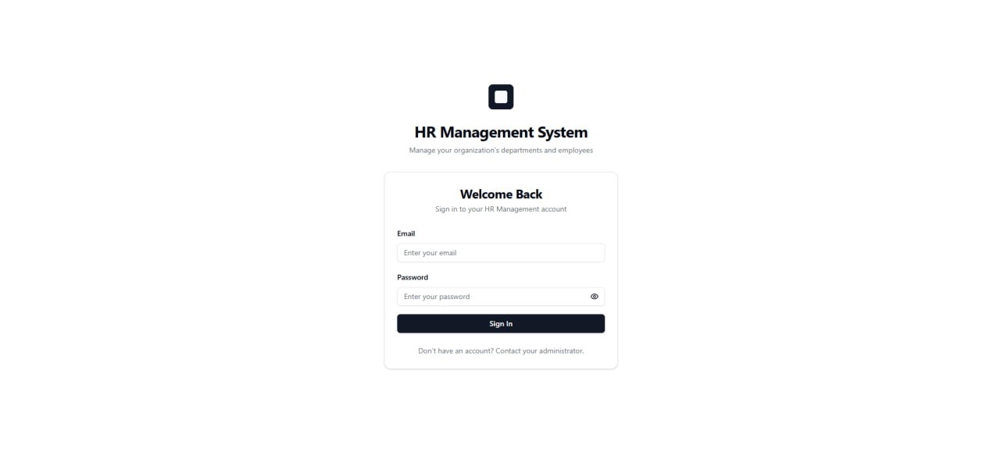 HR Management System
Manage your organization's departments and employees
Welcome Back
Sign in to your HR Management account
Email
Enter your email
Password
Enter your password
Sign In
Don't have an account? Contact your administrator.